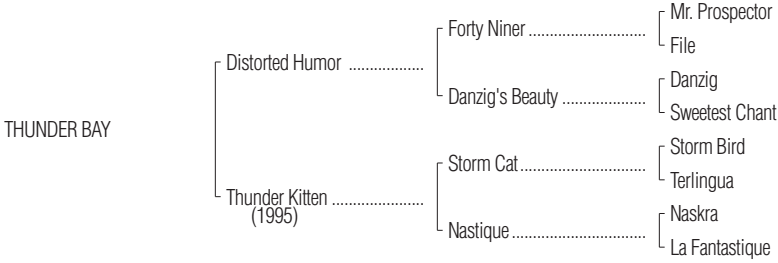 Mr. Prospector
Forty Niner ............................
File
Distorted Humor ..................
Danzig
Danzig's Beauty ....................
Sweetest Chant
THUNDER BAY
Storm Bird
Storm Cat ..............................
Terlingua
Thunder Kitten ......................
(1995)
Naskra
Nastique ................................
La Fantastique